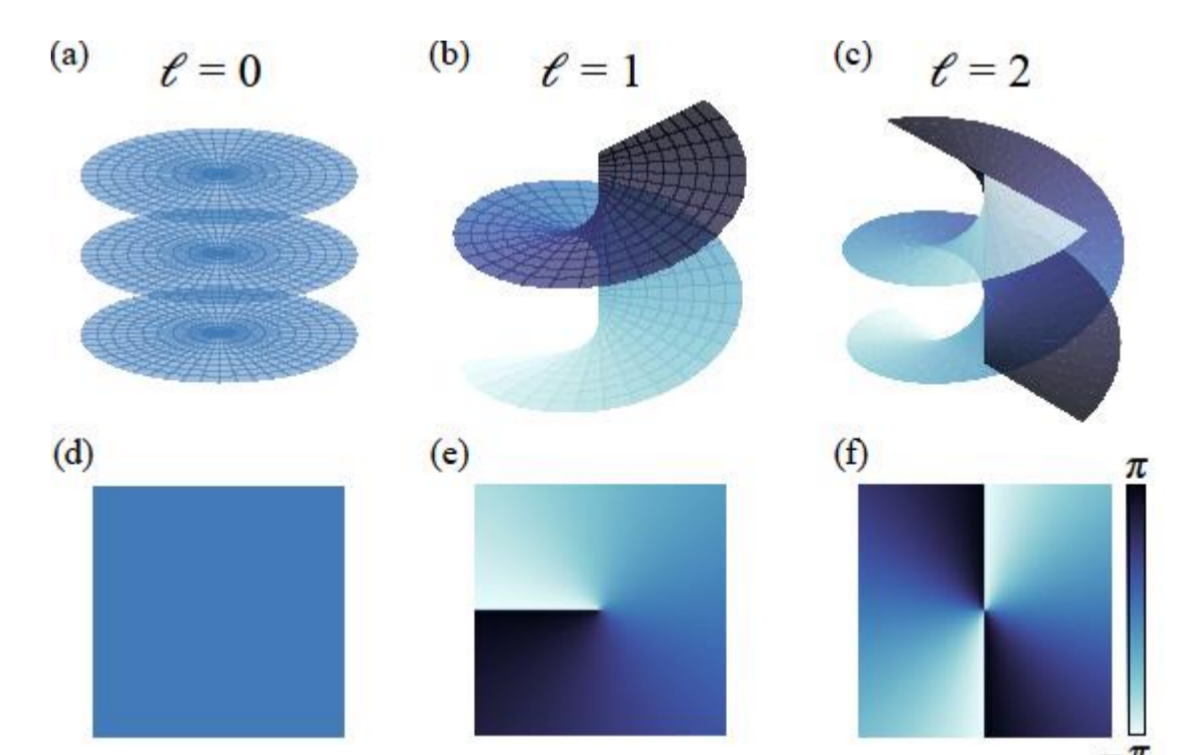 (a) ℓ = 0
(b) ℓ = 1
(c) ℓ = 2
(d)
(e)
(f)
π
−π